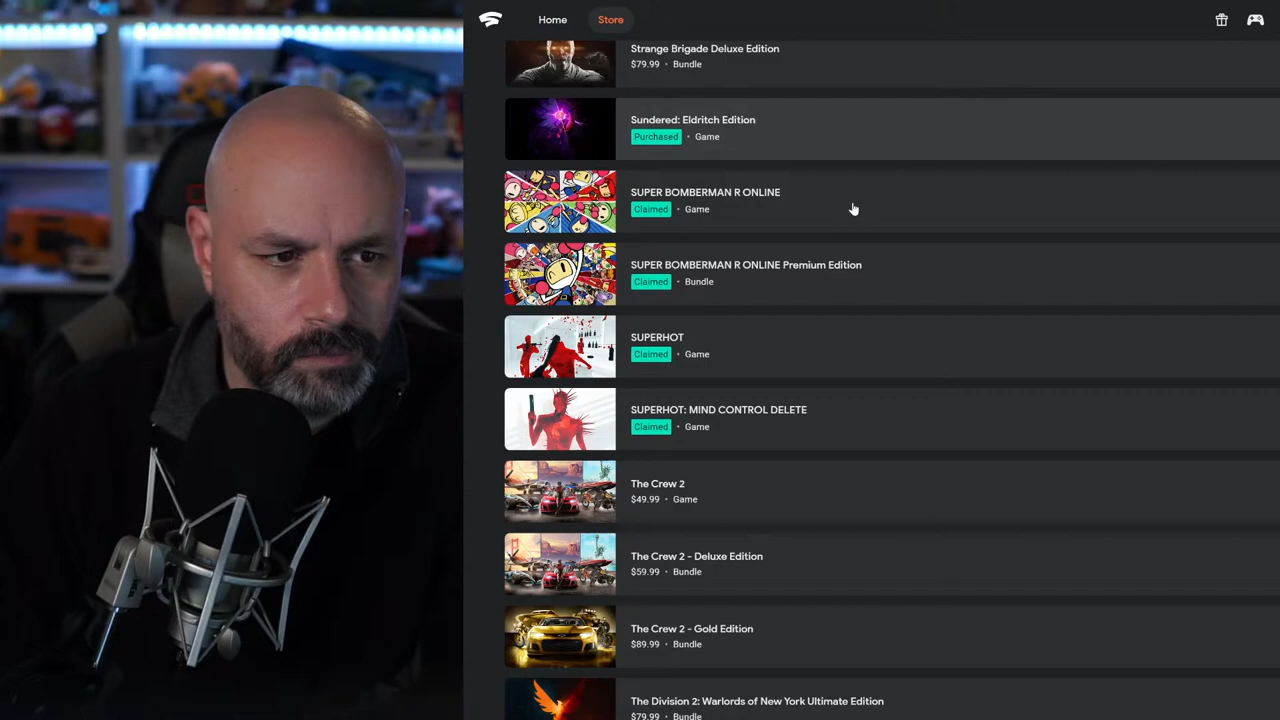 Home
Store
Strange Brigade Deluxe Edition
$79.99 • Bundle
Sundered: Eldritch Edition
Purchased • Game
SUPER BOMBERMAN R ONLINE
Claimed • Game
SUPER BOMBERMAN R ONLINE Premium Edition
Claimed • Bundle
SUPERHOT
Claimed • Game
SUPERHOT: MIND CONTROL DELETE
Claimed • Game
The Crew 2
$49.99 • Game
The Crew 2 - Deluxe Edition
$59.99 • Bundle
The Crew 2 - Gold Edition
$89.99 • Bundle
The Division 2: Warlords of New York Ultimate Edition
$79.99 • Bundle